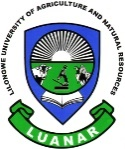 LILONGWE UNIVERSITY OF AGRICULTURE AND NATURAL RESOURCES
LUANAR